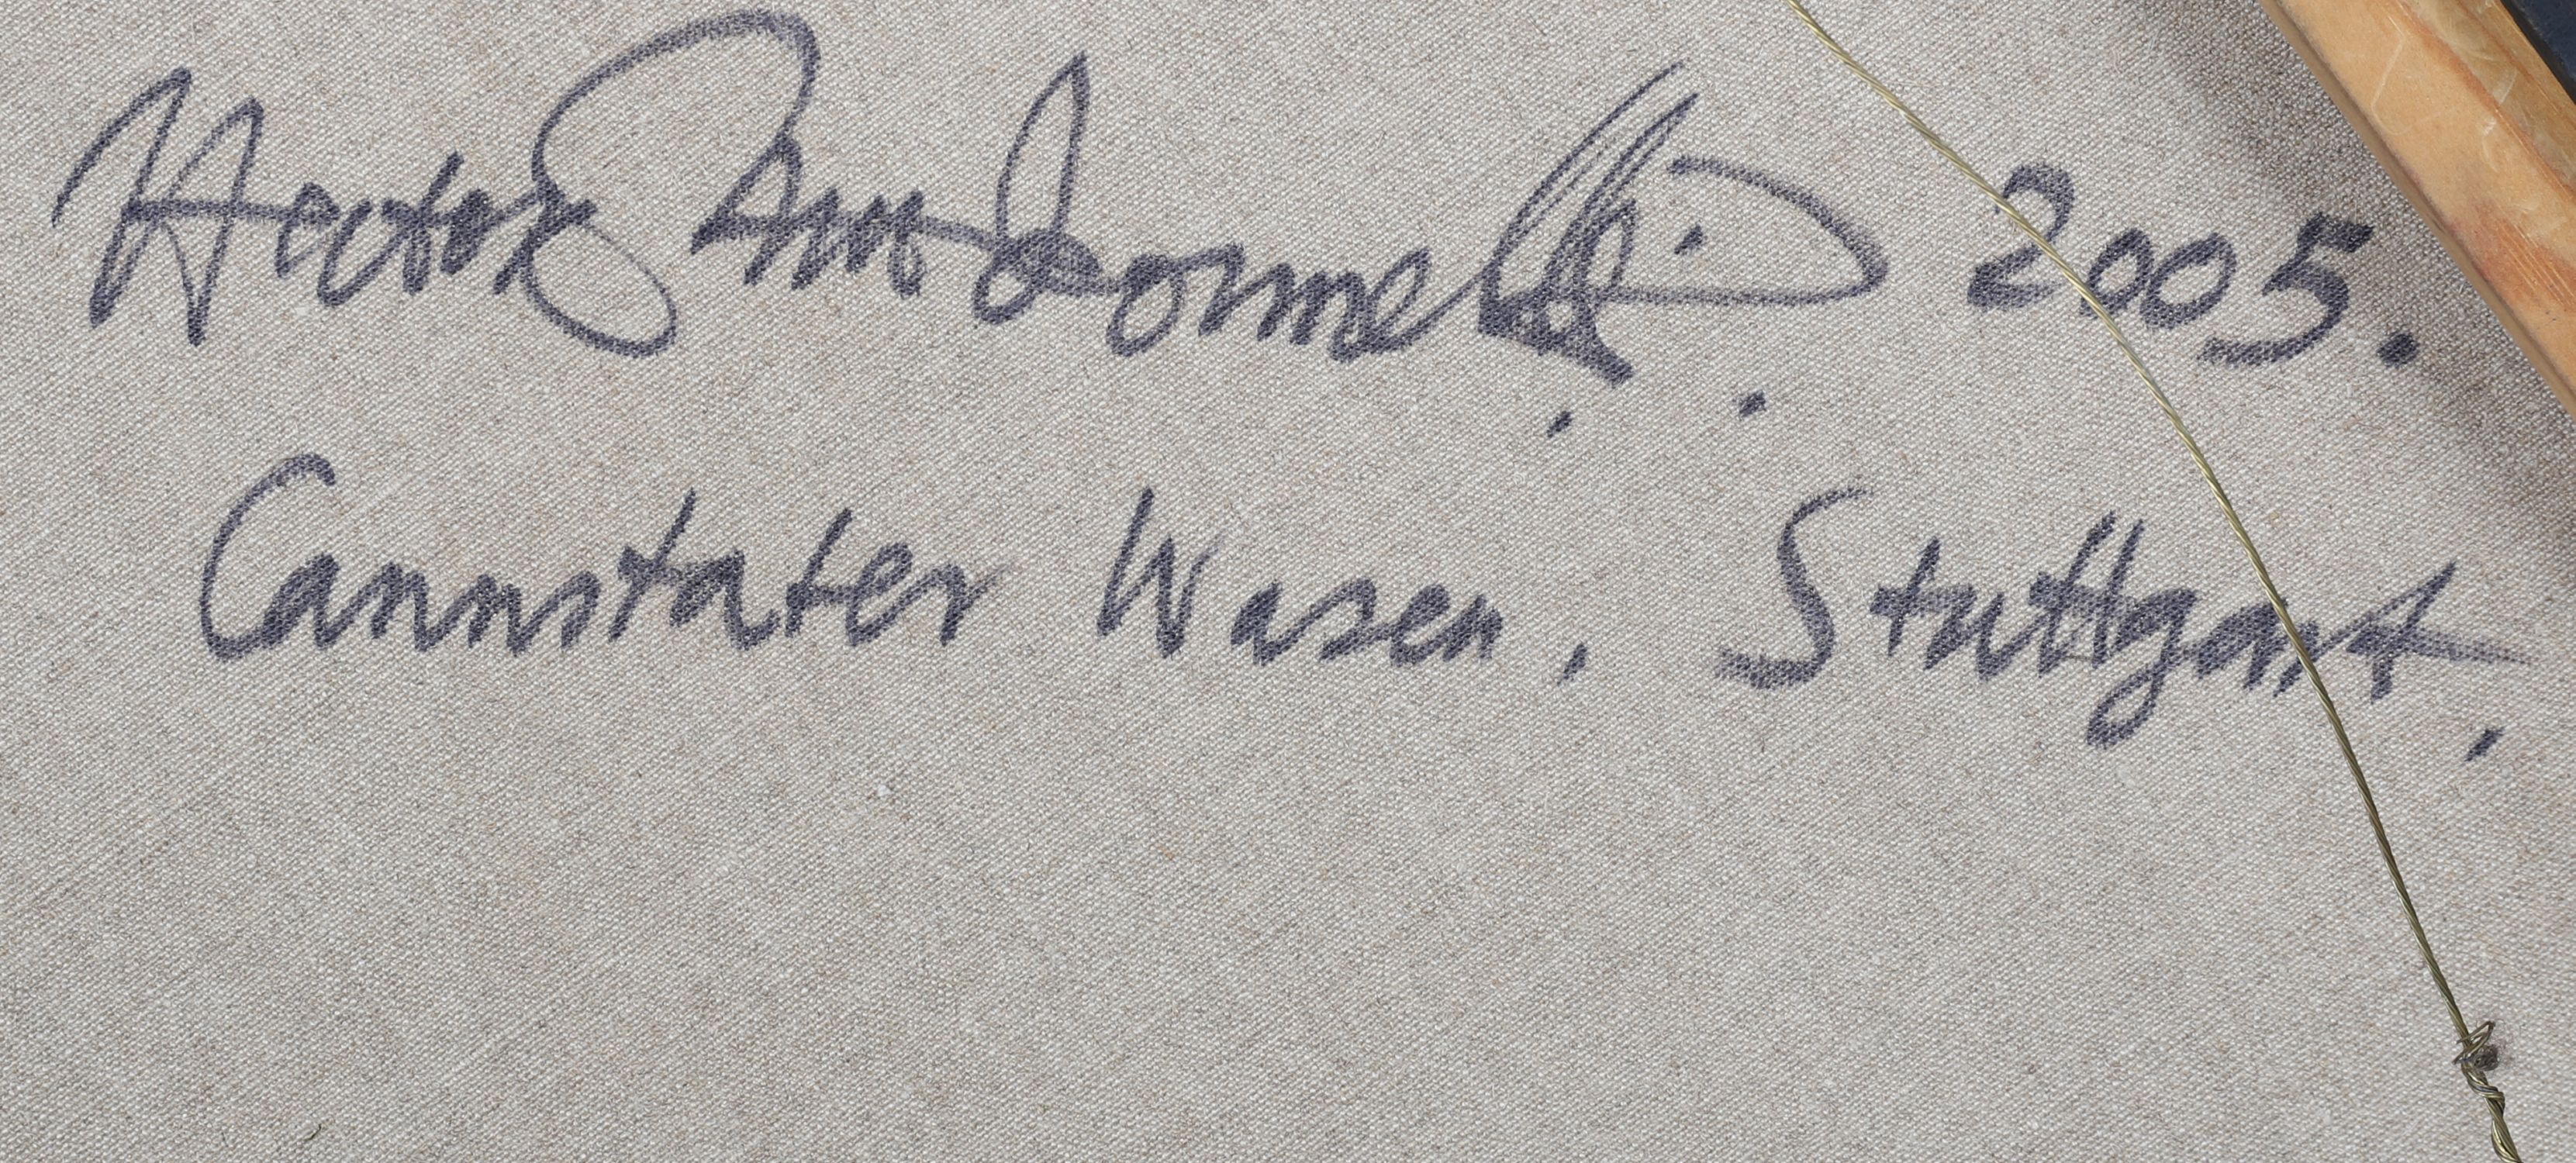 Hector McDonnell. 2005.
Cannstater Wasen, Stuttgart.